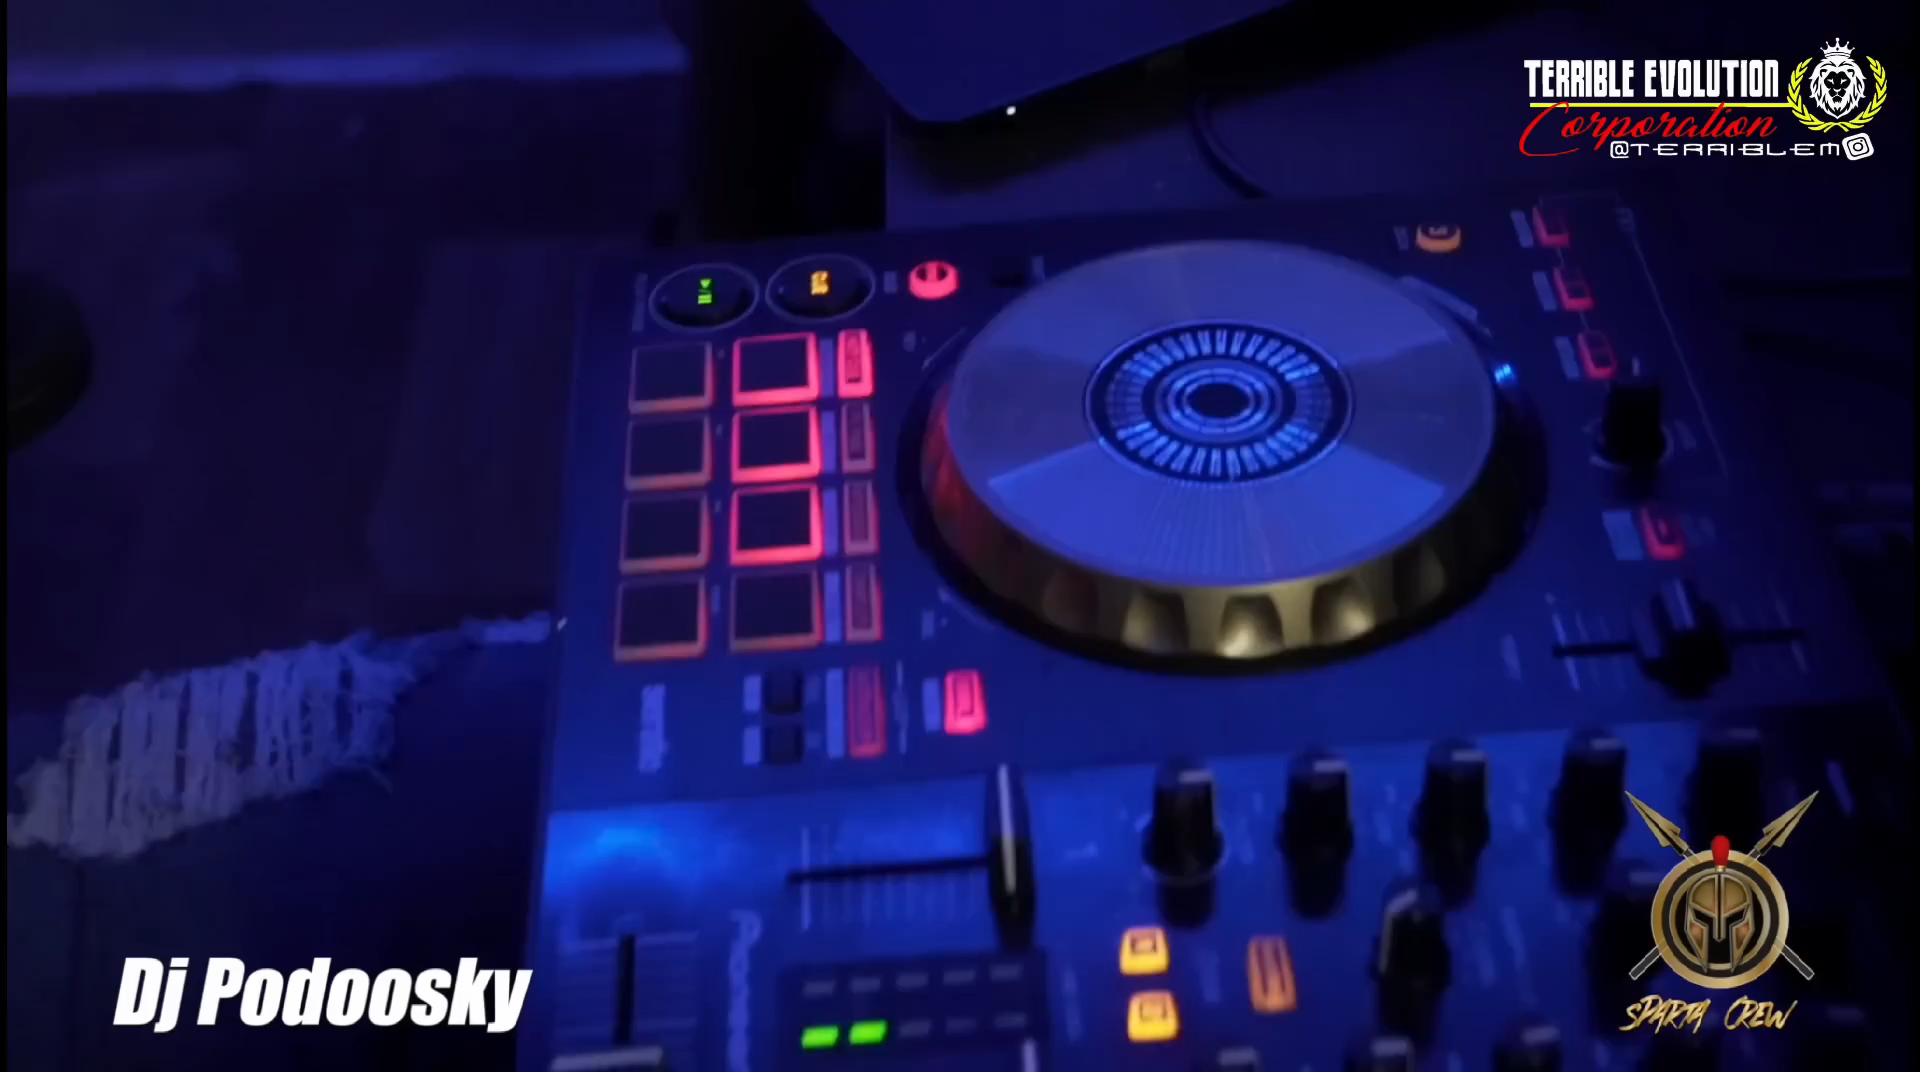 TERRIBLE EVOLUTION
Corporation
@TERRIBLEM
Dj Podoosky
SPARTA CREW